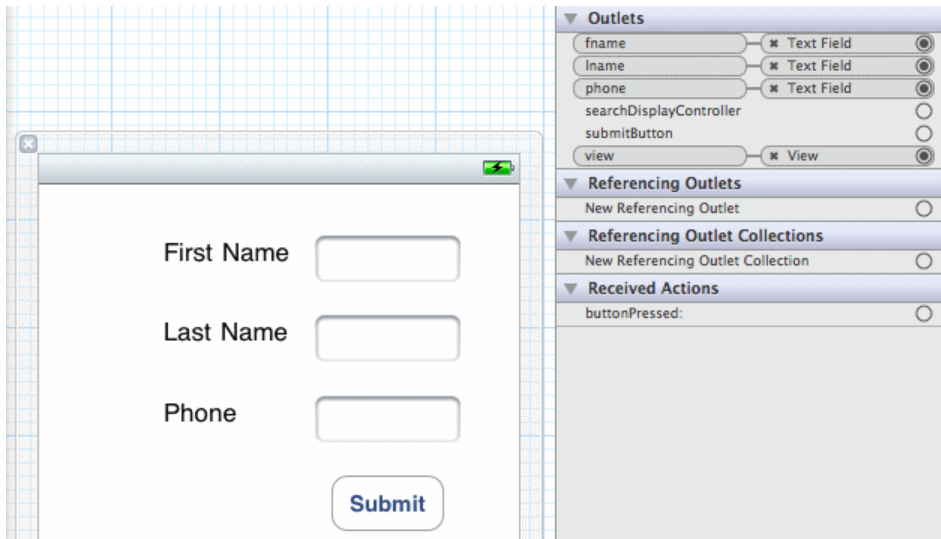 First Name
Last Name
Phone
Submit
Outlets
fname Text Field
lname Text Field
phone Text Field
searchDisplayController
submitButton
view View
Referencing Outlets
New Referencing Outlet
Referencing Outlet Collections
New Referencing Outlet Collection
Received Actions
buttonPressed: